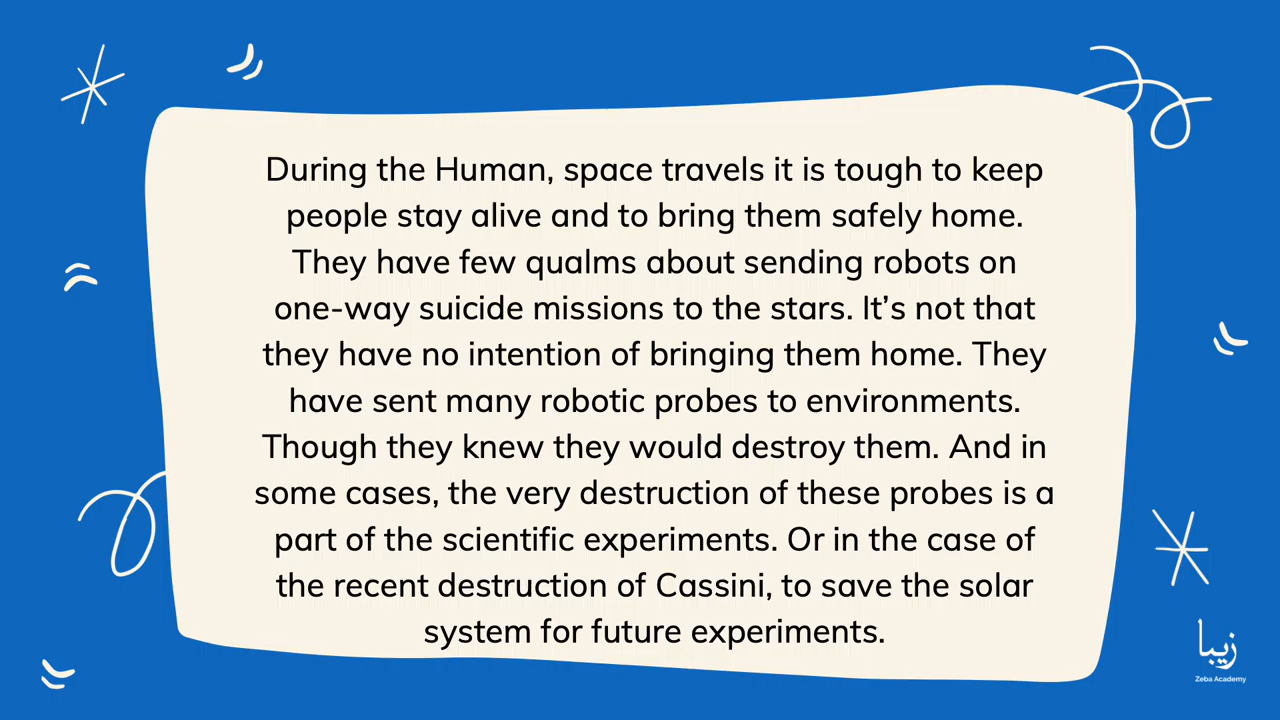 During the Human, space travels it is tough to keep
people stay alive and to bring them safely home.
They have few qualms about sending robots on
one-way suicide missions to the stars. It’s not that
they have no intention of bringing them home. They
have sent many robotic probes to environments.
Though they knew they would destroy them. And in
some cases, the very destruction of these probes is a
part of the scientific experiments. Or in the case of
the recent destruction of Cassini, to save the solar
system for future experiments.
زيبا
Zeba Academy